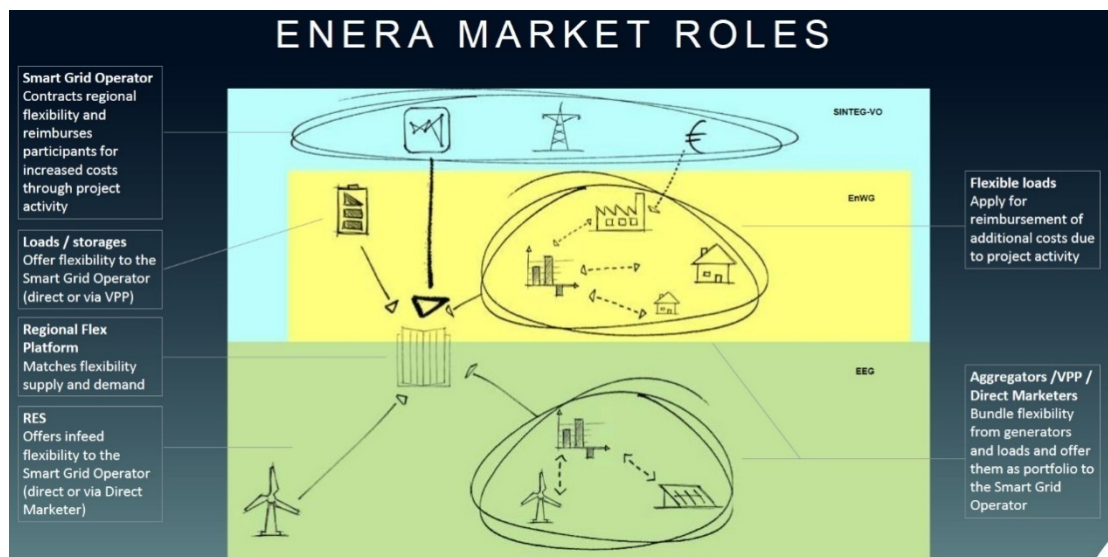 ENERA MARKET ROLES
Smart Grid Operator
Contracts regional
flexibility and
reimburses
participants for
increased costs
through project
activity
Loads / storages
Offer flexibility to the
Smart Grid Operator
(direct or via VPP)
Regional Flex
Platform
Matches flexibility
supply and demand
RES
Offers infeed
flexibility to the
Smart Grid Operator
(direct or via Direct
Marketer)
SINTEG-VO
€
EnWG
EEG
Flexible loads
Apply for
reimbursement of
additional costs due
to project activity
Aggregators /VPP /
Direct Marketers
Bundle flexibility
from generators
and loads and offer
them as portfolio to
the Smart Grid
Operator